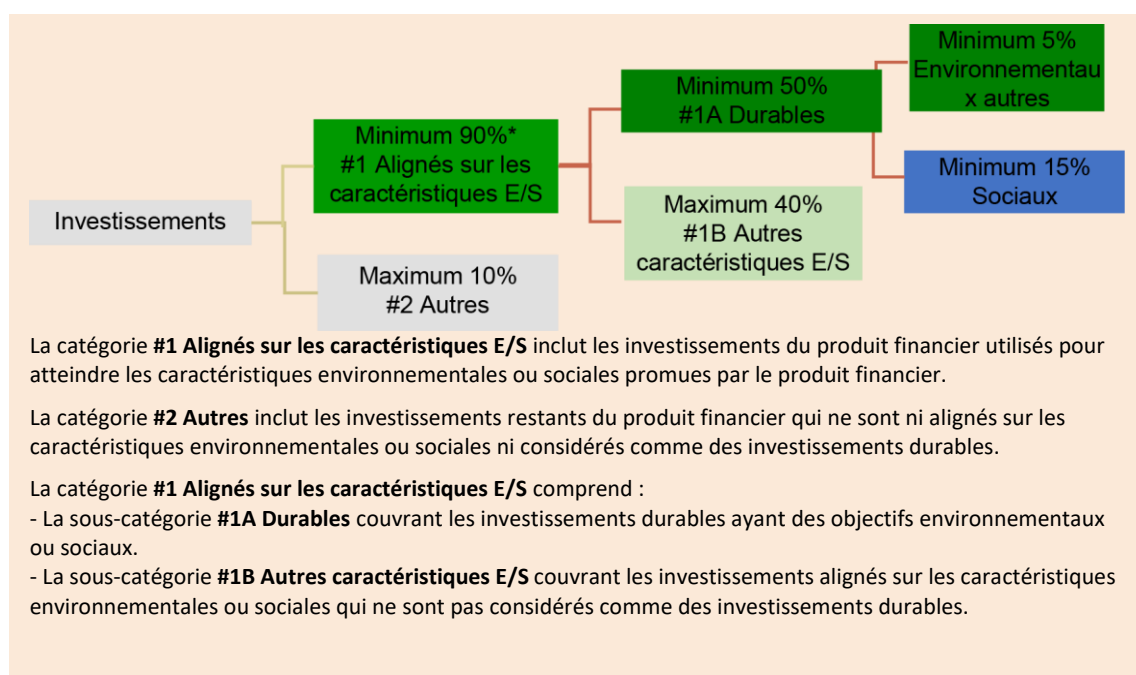 Minimum 5%
Environnementau
x autres
Minimum 50%
#1A Durables
Minimum 90%*
#1 Alignés sur les
caractéristiques E/S
Minimum 15%
Sociaux
Investissements
Maximum 40%
#1B Autres
caractéristiques E/S
Maximum 10%
#2 Autres
La catégorie #1 Alignés sur les caractéristiques E/S inclut les investissements du produit financier utilisés pour
atteindre les caractéristiques environnementales ou sociales promues par le produit financier.
La catégorie #2 Autres inclut les investissements restants du produit financier qui ne sont ni alignés sur les
caractéristiques environnementales ou sociales ni considérés comme des investissements durables.
La catégorie #1 Alignés sur les caractéristiques E/S comprend :
- La sous-catégorie #1A Durables couvrant les investissements durables ayant des objectifs environnementaux
ou sociaux.
- La sous-catégorie #1B Autres caractéristiques E/S couvrant les investissements alignés sur les caractéristiques
environnementales ou sociales qui ne sont pas considérés comme des investissements durables.